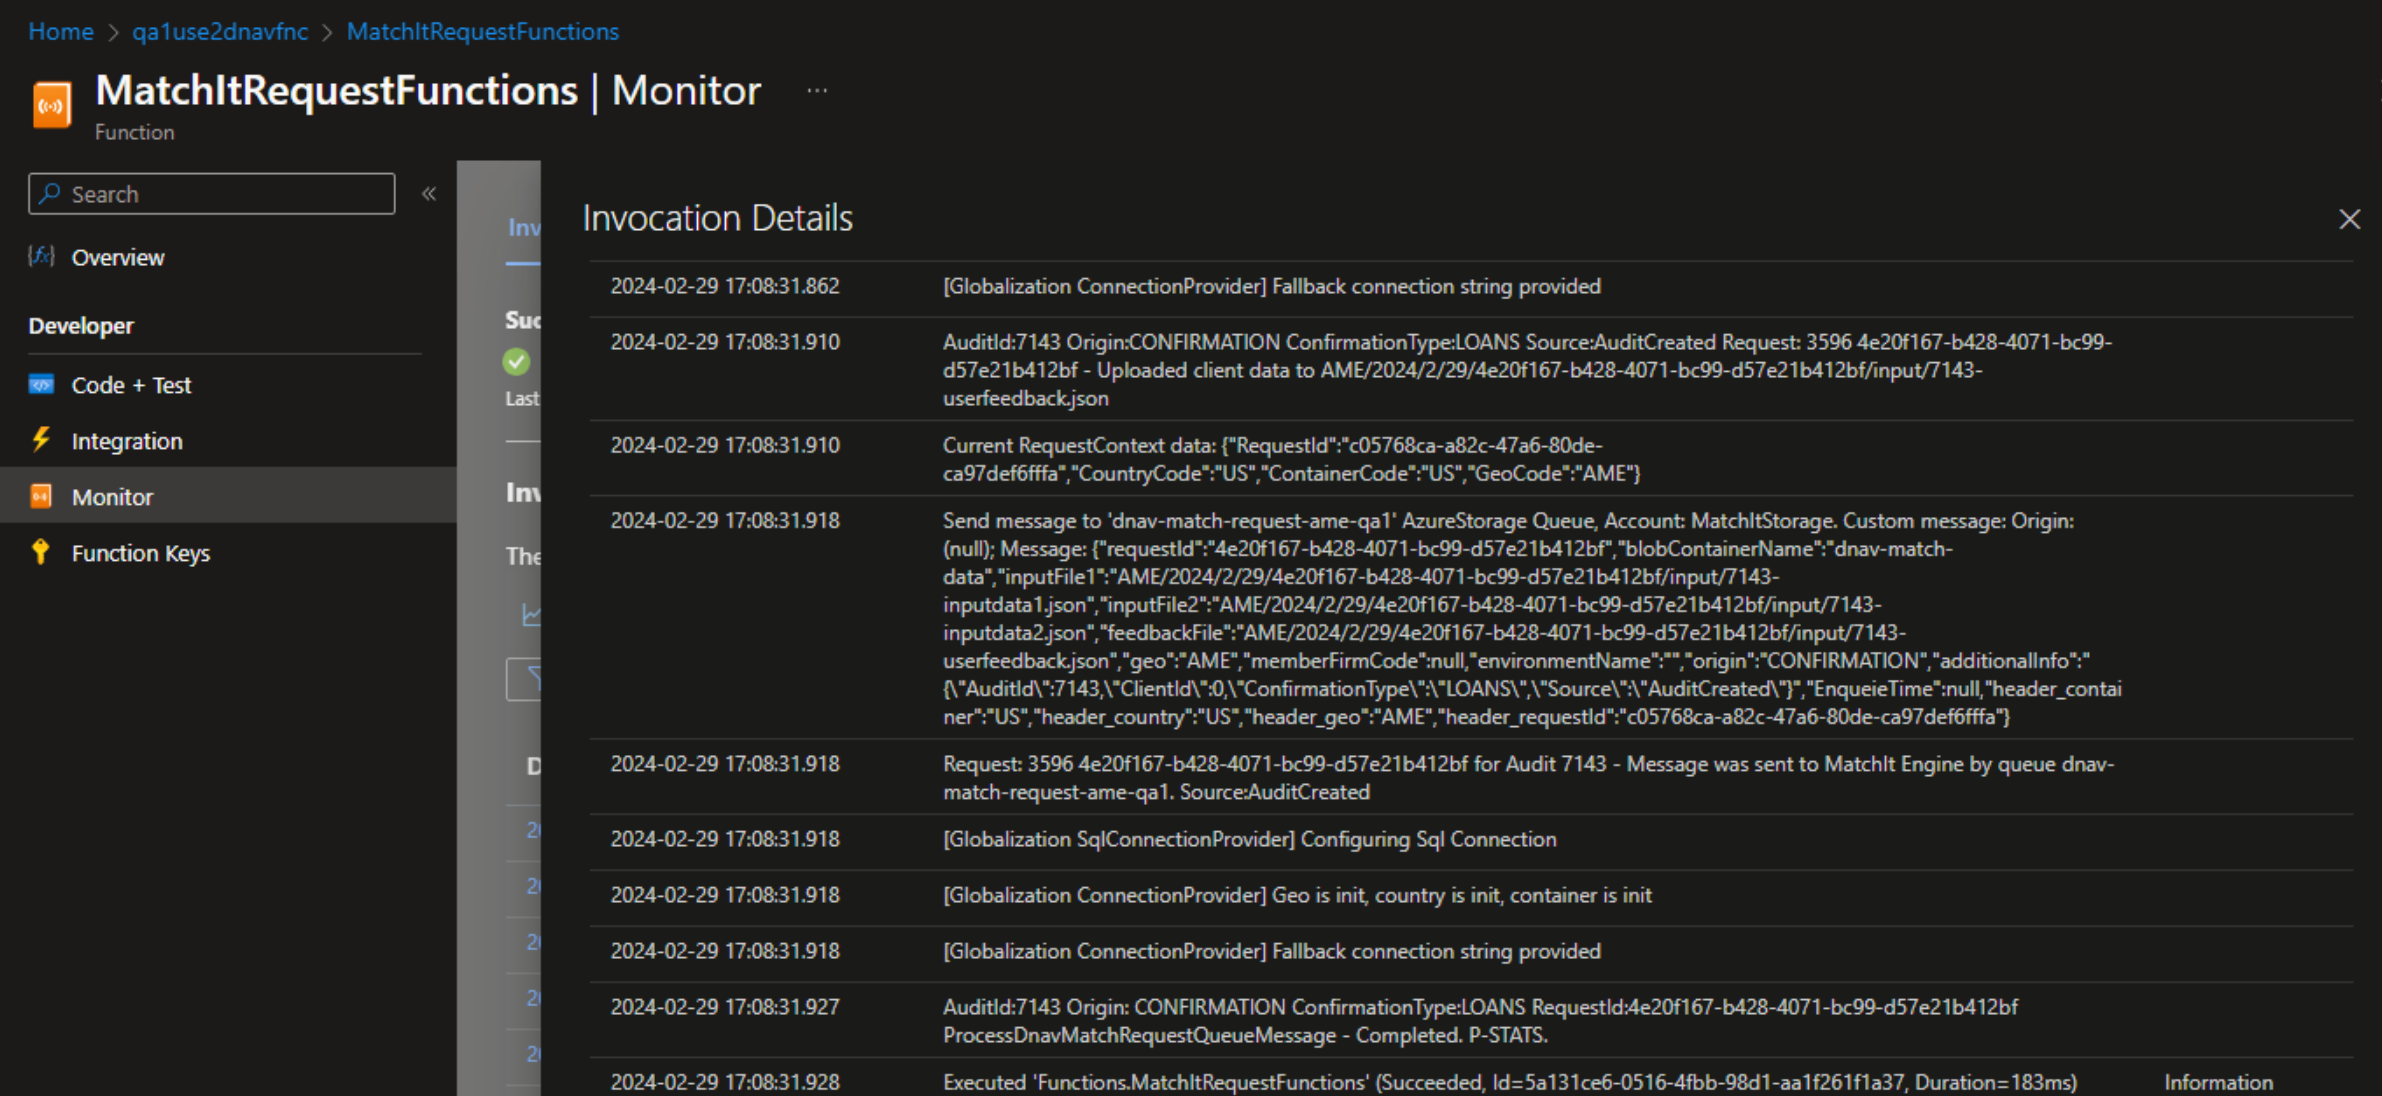 Home > qa1use2dnavfnc > MatchItRequestFunctions
MatchItRequestFunctions | Monitor ...
Function
Search «
Overview
Developer
Code + Test
Integration
Monitor
Function Keys
Inv
Suc
Last
Inv
The
D
20
20
20
20
20
Invocation Details
2024-02-29 17:08:31.862 [Globalization ConnectionProvider] Fallback connection string provided
2024-02-29 17:08:31.910 AuditId:7143 Origin:CONFIRMATION ConfirmationType:LOANS Source:AuditCreated Request: 3596 4e20f167-b428-4071-bc99-
d57e21b412bf - Uploaded client data to AME/2024/2/29/4e20f167-b428-4071-bc99-d57e21b412bf/input/7143-
userfeedback.json
2024-02-29 17:08:31.910 Current RequestContext data: {"RequestId":"c05768ca-a82c-47a6-80de-
ca97def6fffa","CountryCode":"US","ContainerCode":"US","GeoCode":"AME"}
2024-02-29 17:08:31.918 Send message to 'dnav-match-request-ame-qa1' AzureStorage Queue, Account: MatchItStorage. Custom message: Origin:
(null); Message: {"requestId":"4e20f167-b428-4071-bc99-d57e21b412bf","blobContainerName":"dnav-match-
data","inputFile1":"AME/2024/2/29/4e20f167-b428-4071-bc99-d57e21b412bf/input/7143-
inputdata1.json","inputFile2":"AME/2024/2/29/4e20f167-b428-4071-bc99-d57e21b412bf/input/7143-
inputdata2.json","feedbackFile":"AME/2024/2/29/4e20f167-b428-4071-bc99-d57e21b412bf/input/7143-
userfeedback.json","geo":"AME","memberFirmCode":null,"environmentName":"","origin":"CONFIRMATION","additionalInfo":"
{\"AuditId\":7143,\"ClientId\":0,\"ConfirmationType\":\"LOANS\",\"Source\":\"AuditCreated\"}","EnqueieTime":null,"header_contai
ner":"US","header_country":"US","header_geo":"AME","header_requestId":"c05768ca-a82c-47a6-80de-ca97def6fffa"}
2024-02-29 17:08:31.918 Request: 3596 4e20f167-b428-4071-bc99-d57e21b412bf for Audit 7143 - Message was sent to MatchIt Engine by queue dnav-
match-request-ame-qa1. Source:AuditCreated
2024-02-29 17:08:31.918 [Globalization SqlConnectionProvider] Configuring Sql Connection
2024-02-29 17:08:31.918 [Globalization ConnectionProvider] Geo is init, country is init, container is init
2024-02-29 17:08:31.918 [Globalization ConnectionProvider] Fallback connection string provided
2024-02-29 17:08:31.927 AuditId:7143 Origin: CONFIRMATION ConfirmationType:LOANS RequestId:4e20f167-b428-4071-bc99-d57e21b412bf
ProcessDnavMatchRequestQueueMessage - Completed. P-STATS.
2024-02-29 17:08:31.928 Executed 'Functions.MatchItRequestFunctions' (Succeeded, Id=5a131ce6-0516-4fbb-98d1-aa1f261f1a37, Duration=183ms) Information